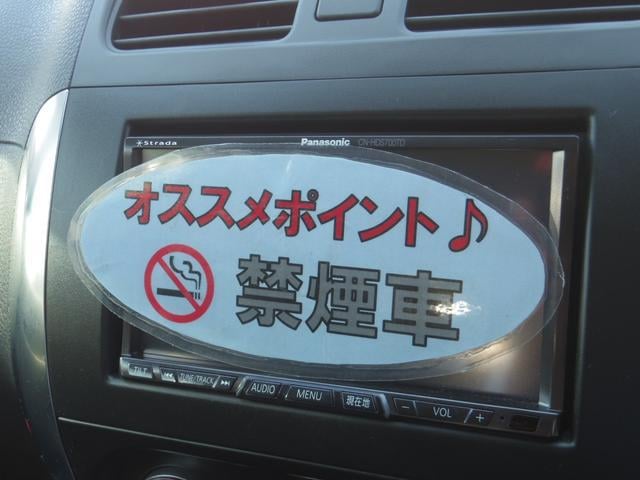 Strada Panasonic CN-HDS700TD
オススメポイント♪
禁煙車
TILT TUNE/TRACK AUDIO MENU 現在地 － VOL ＋